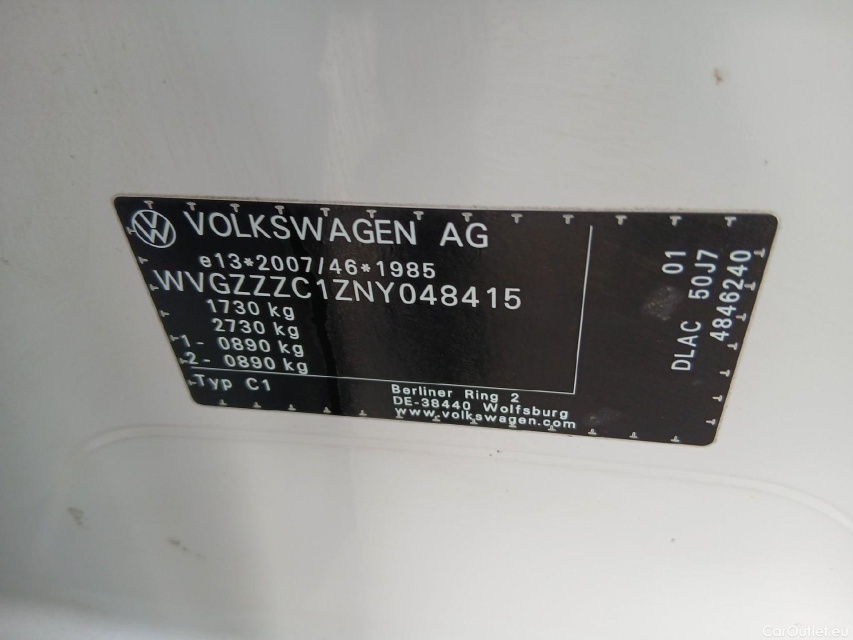 VOLKSWAGEN AG
e13*2007/46*1985
WVGZZZC1ZNY048415
1730 kg
2730 kg
1- 0890 kg
2- 0890 kg
Typ C1
Berliner Ring 2
DE-38440 Wolfsburg
www.volkswagen.com
01
DLAC 50J7
4846240
CarOutlet.eu